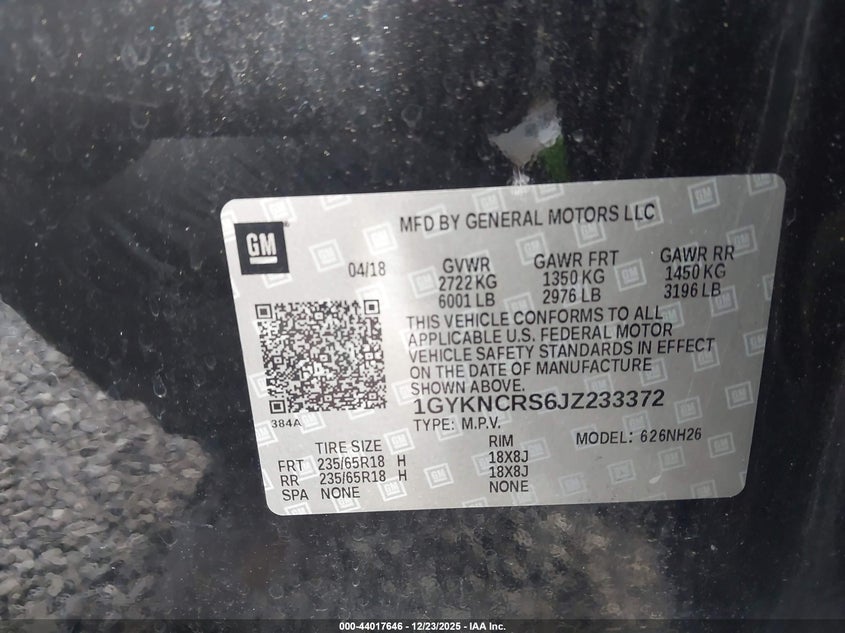 MFD BY GENERAL MOTORS LLC
GM
04/18
GVWR GAWR FRT GAWR RR
2722 KG 1350 KG 1450 KG
6001 LB 2976 LB 3196 LB
THIS VEHICLE CONFORMS TO ALL
APPLICABLE U.S. FEDERAL MOTOR
VEHICLE SAFETY STANDARDS IN EFFECT
ON THE DATE OF MANUFACTURE
SHOWN ABOVE.
1GYKNCRS6JZ233372
384A
TYPE: M.P.V.
MODEL: 626NH26
TIRE SIZE RIM
FRT 235/65R18 H 18X8J
RR 235/65R18 H 18X8J
SPA NONE NONE
000-44017646 - 12/23/2025 - IAA Inc.